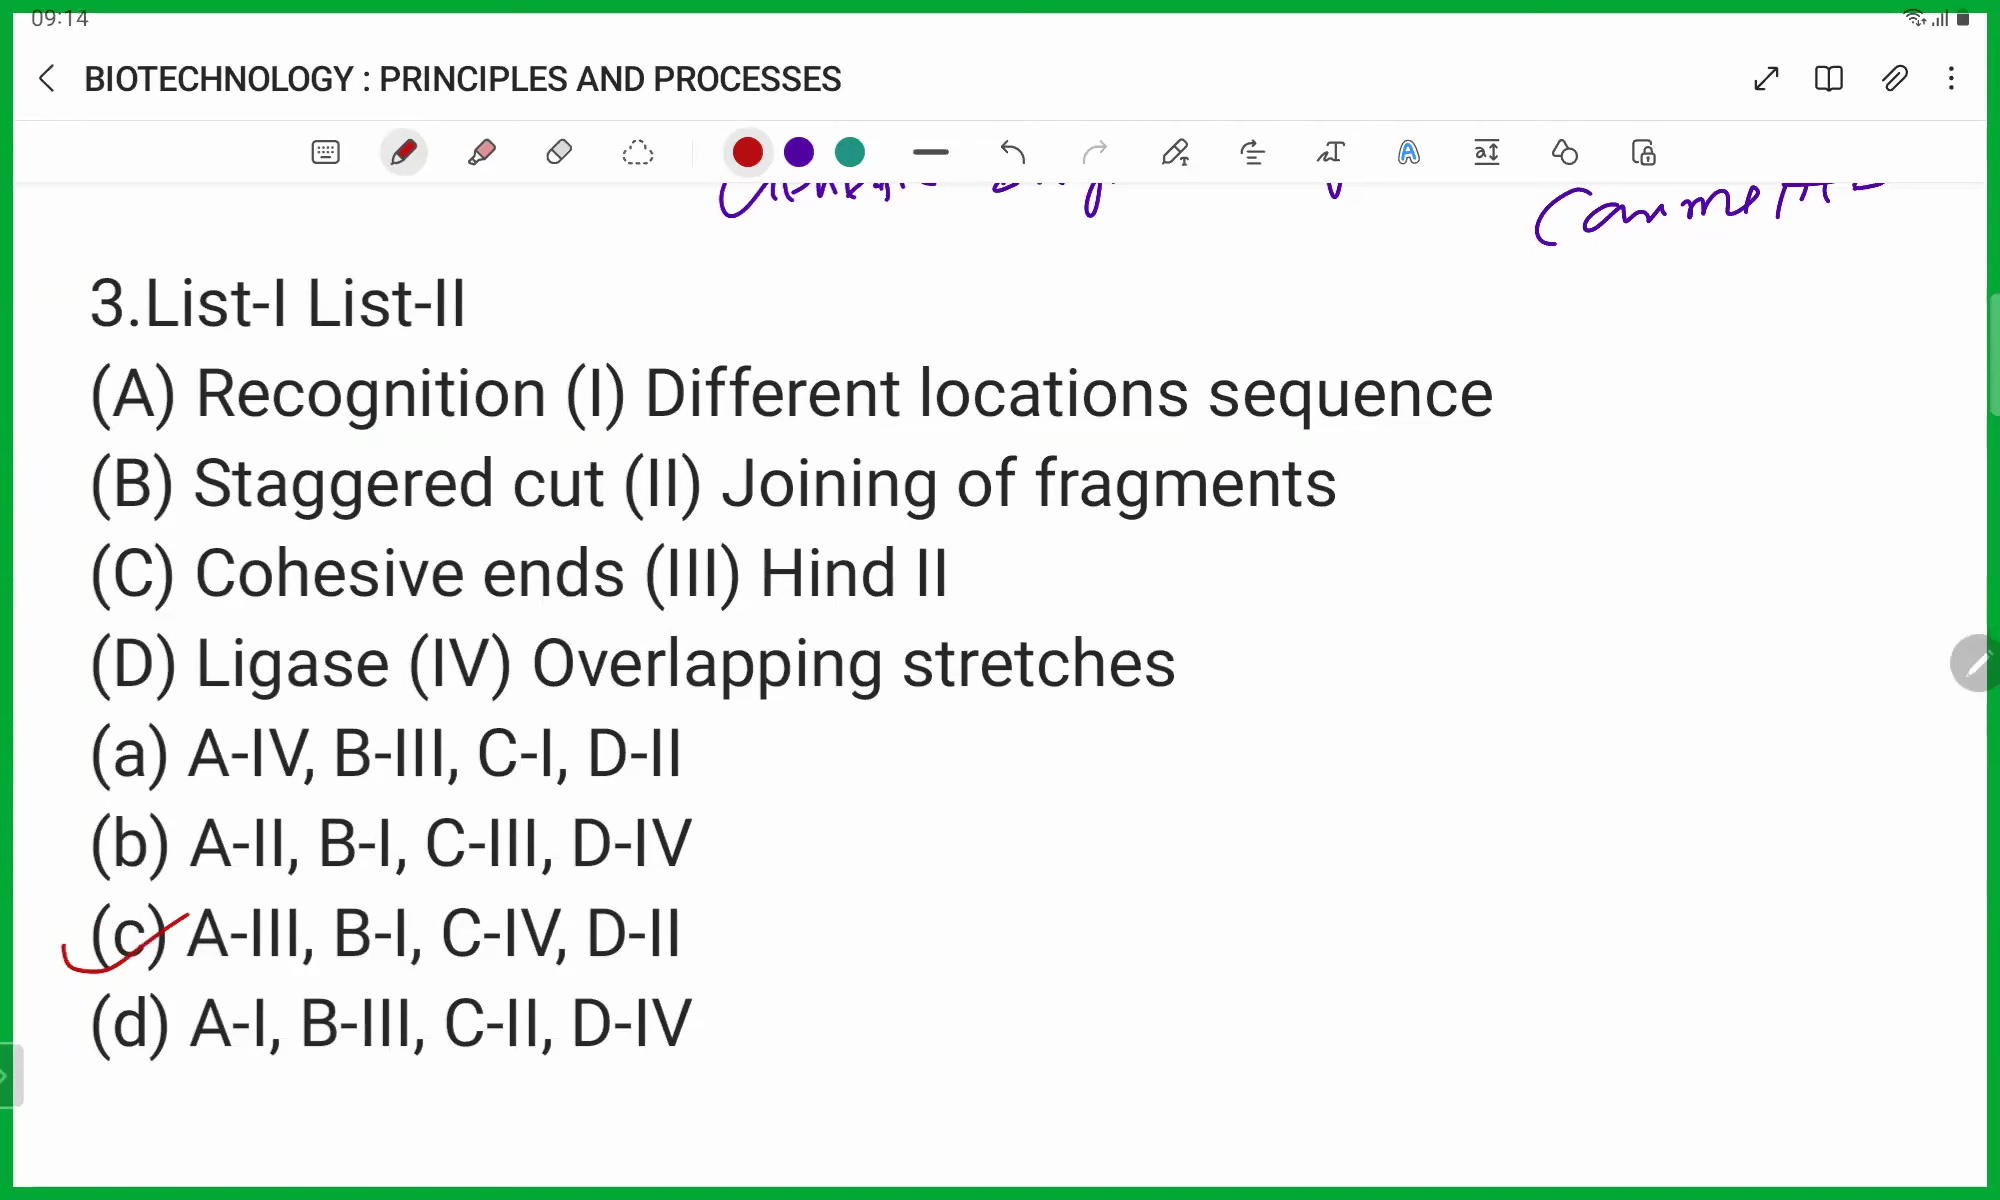 09:14
BIOTECHNOLOGY : PRINCIPLES AND PROCESSES
3.List-I List-II
(A) Recognition (I) Different locations sequence
(B) Staggered cut (II) Joining of fragments
(C) Cohesive ends (III) Hind II
(D) Ligase (IV) Overlapping stretches
(a) A-IV, B-III, C-I, D-II
(b) A-II, B-I, C-III, D-IV
(c) A-III, B-I, C-IV, D-II
(d) A-I, B-III, C-II, D-IV